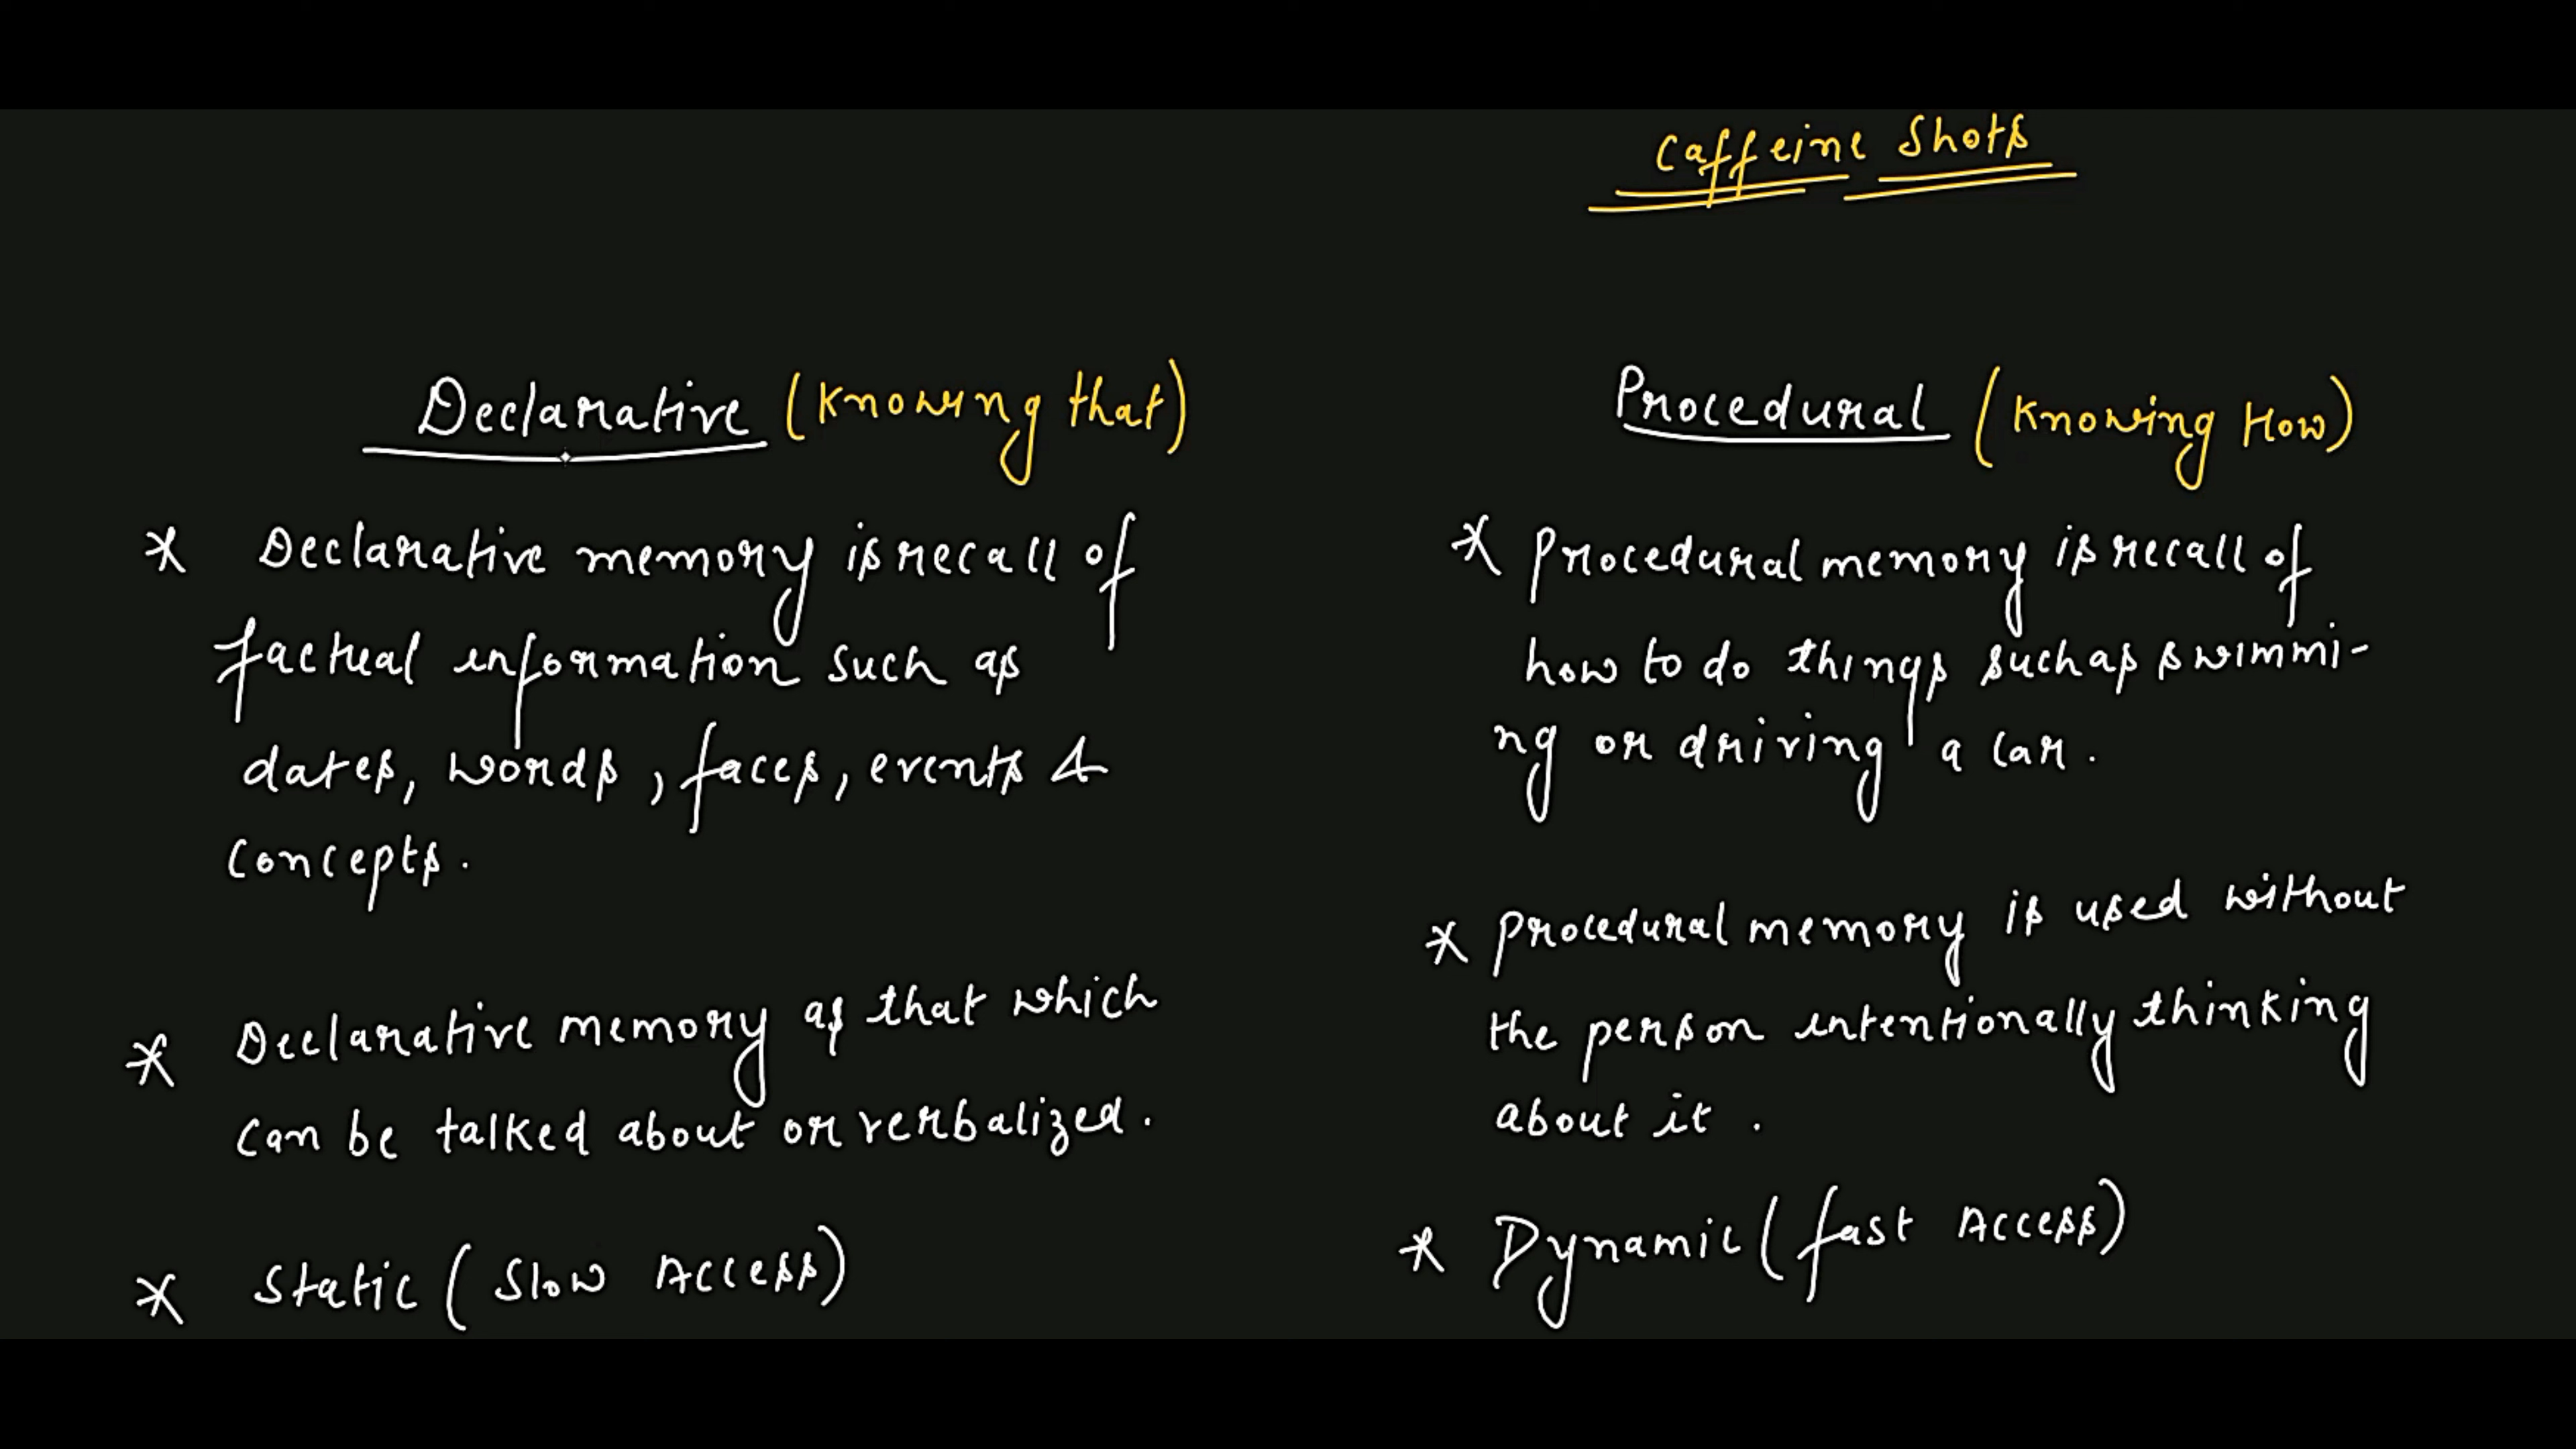 Caffeine Shots
Declarative (Knowing that)
* Declarative memory is recall of
factual information such as
dates, words, faces, events &
concepts.
* Declarative memory as that which
can be talked about or verbalized.
* Static (Slow Access)
Procedural (Knowing How)
* Procedural memory is recall of
how to do things such as swimmi-
ng or driving a car.
* Procedural memory is used without
the person intentionally thinking
about it.
* Dynamic (fast Access)